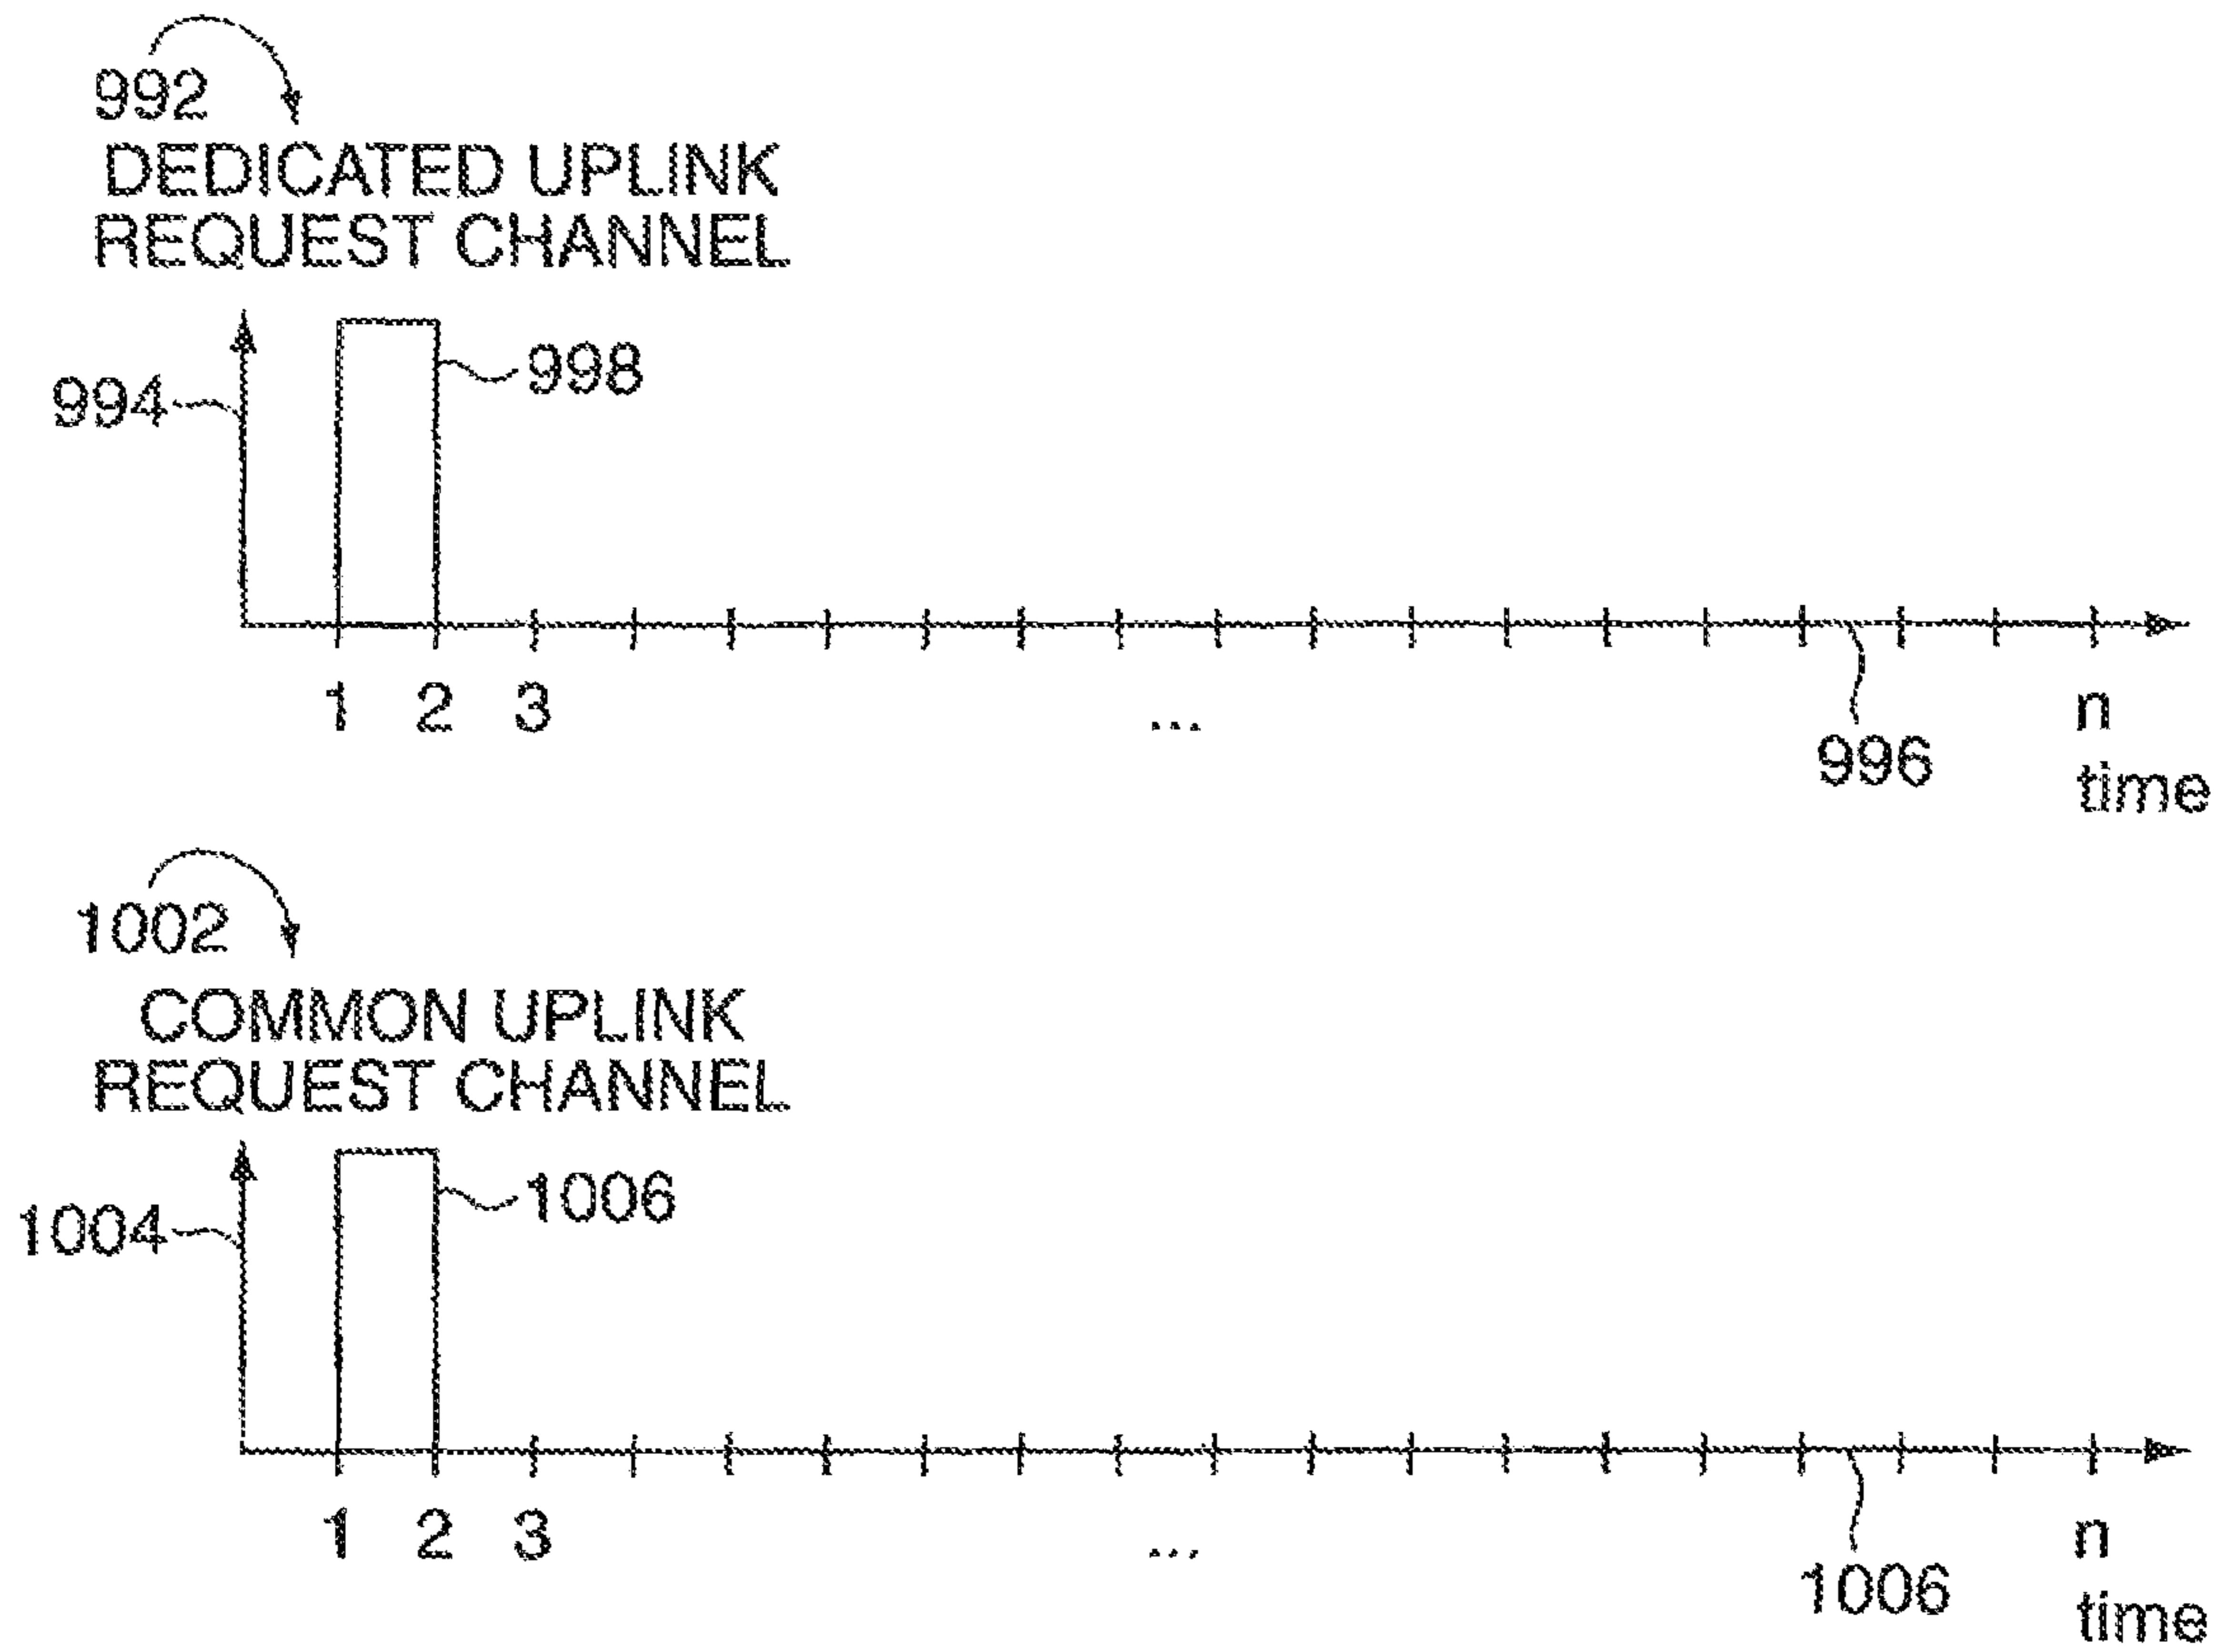 992
DEDICATED UPLINK
REQUEST CHANNEL
994
998
1 2 3 ... n
996
time
1002
COMMON UPLINK
REQUEST CHANNEL
1004
1006
1 2 3 ... n
1006
time